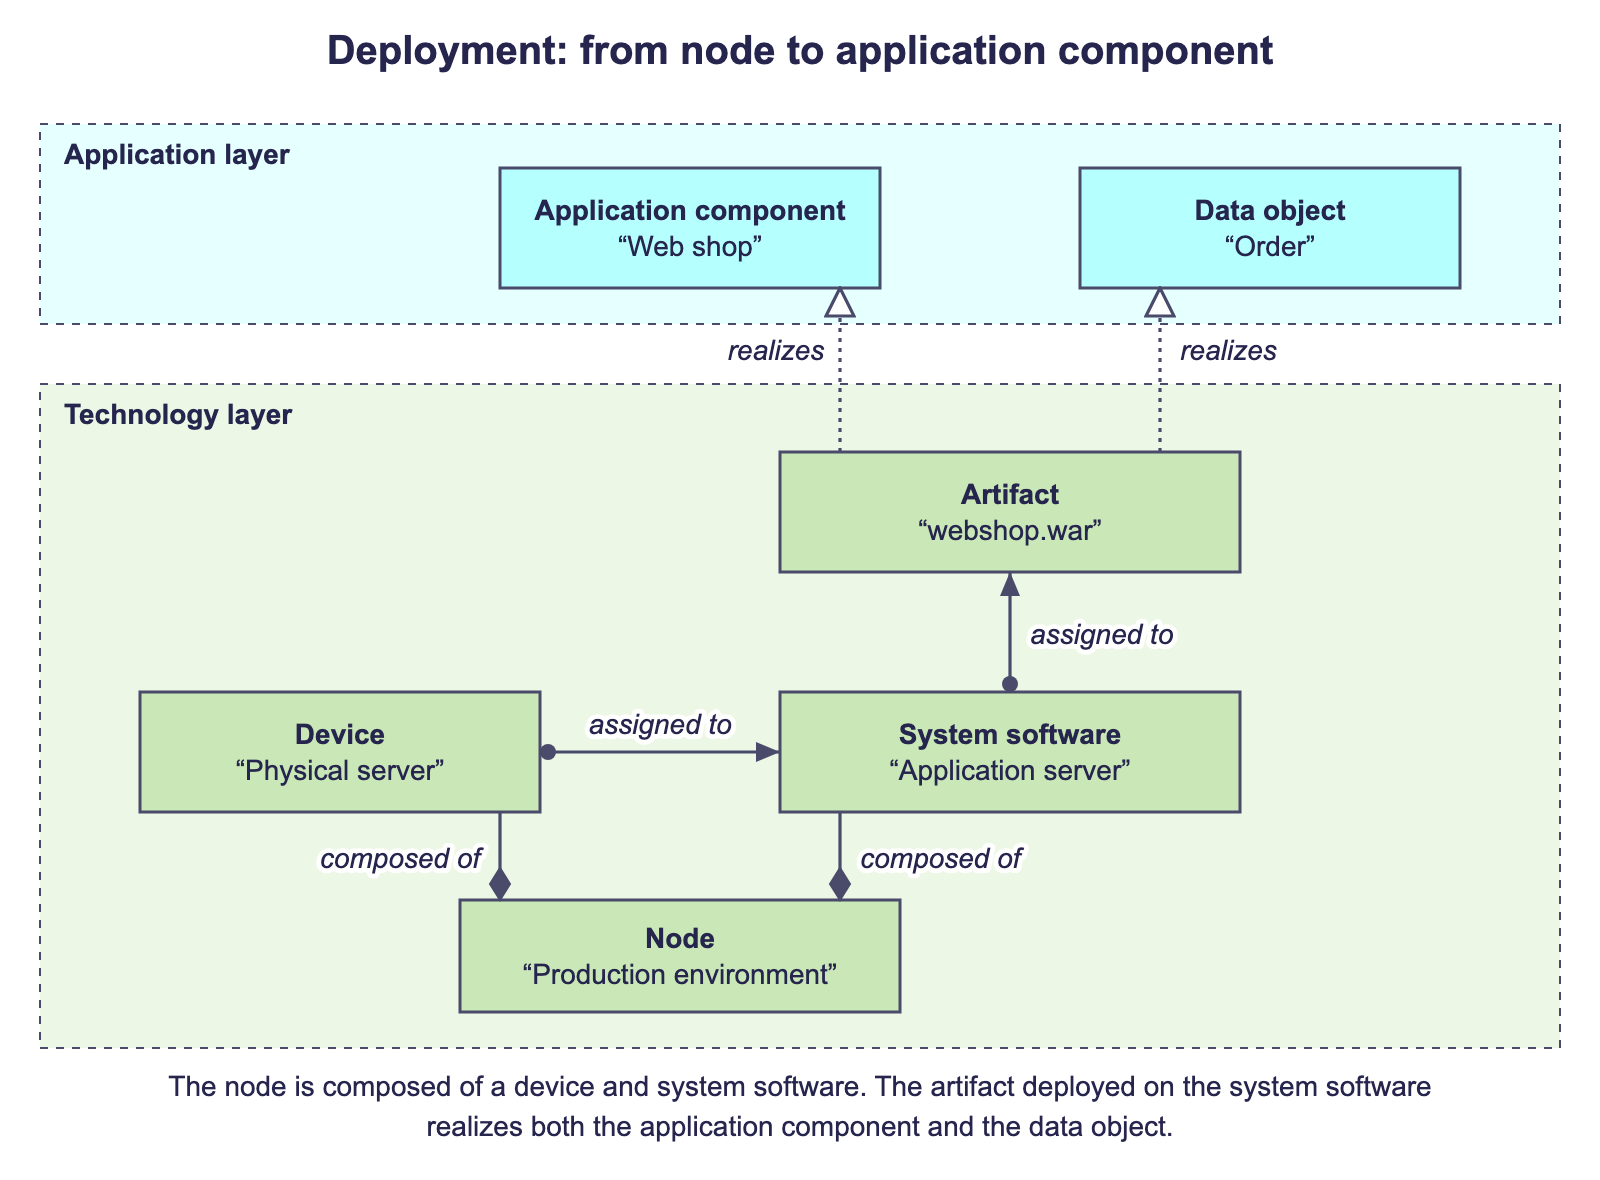 Deployment: from node to application component
Application layer
Application component
“Web shop”
Data object
“Order”
realizes
realizes
Technology layer
Artifact
“webshop.war”
assigned to
Device
“Physical server”
assigned to
System software
“Application server”
composed of
composed of
Node
“Production environment”
The node is composed of a device and system software. The artifact deployed on the system software
realizes both the application component and the data object.